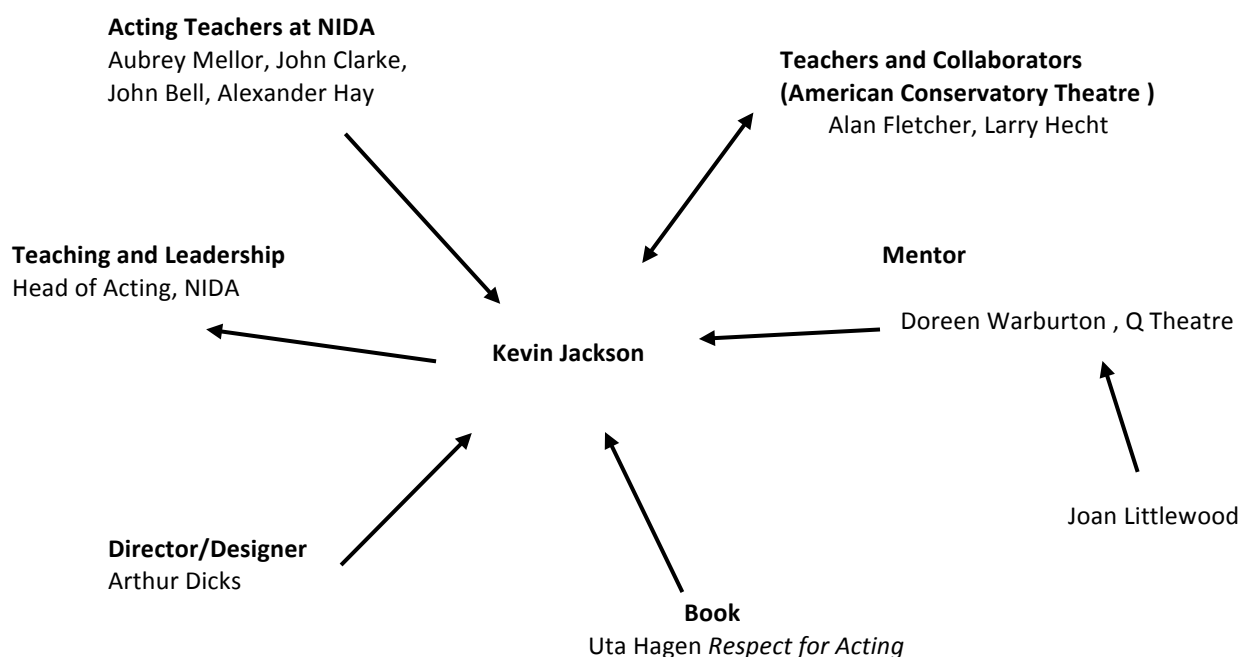 Acting Teachers at NIDA
Aubrey Mellor, John Clarke,
John Bell, Alexander Hay
Teachers and Collaborators
(American Conservatory Theatre )
Alan Fletcher, Larry Hecht
Teaching and Leadership
Head of Acting, NIDA
Mentor
Doreen Warburton , Q Theatre
Kevin Jackson
Joan Littlewood
Director/Designer
Arthur Dicks
Book
Uta Hagen Respect for Acting